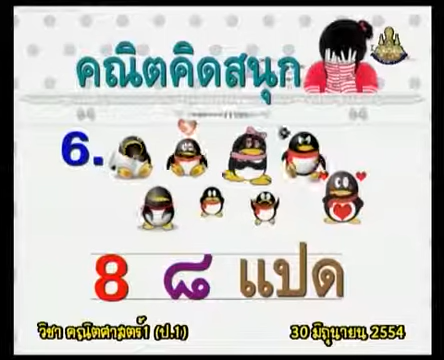 คณิตคิดสนุก
6.
8 ๘ แปด
วิชา คณิตศาสตร์1 (ป.1) 30 มิถุนายน 2554